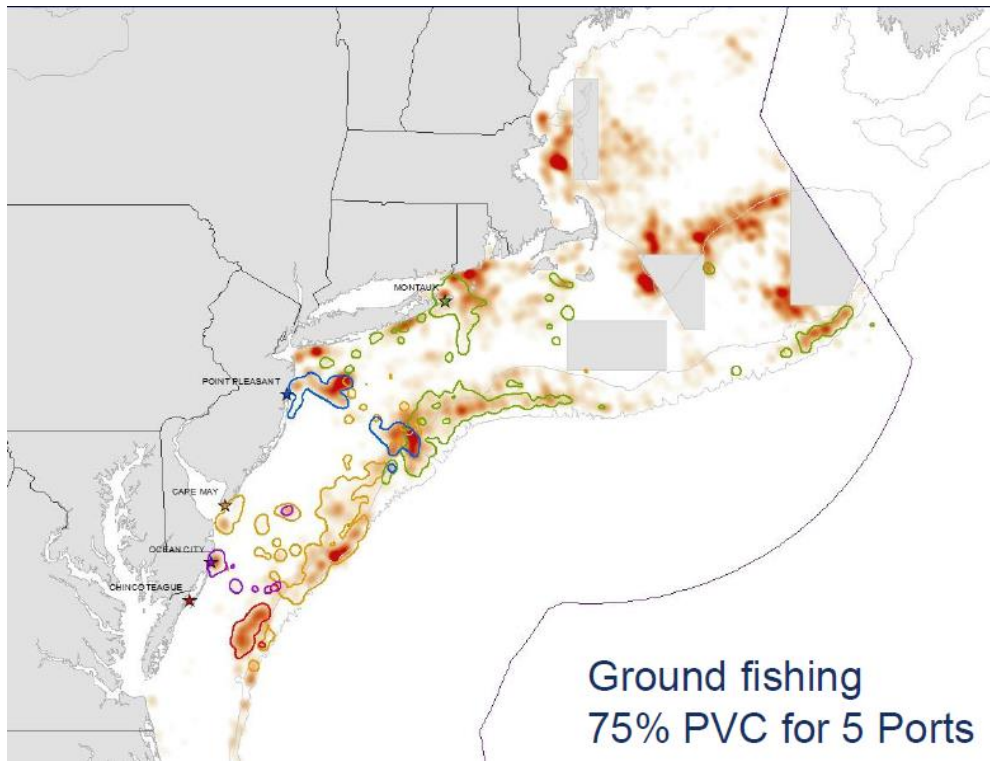 MONTAUK
POINT PLEASANT
CAPE MAY
OCEAN CITY
CHINCOTEAGUE
Ground fishing
75% PVC for 5 Ports